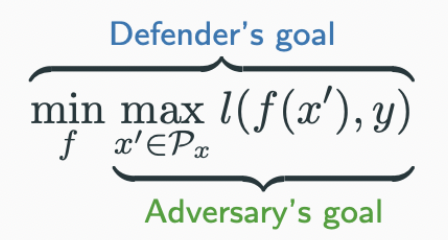 Defender's goal
min max l(f(x′), y)
f x′∈𝒫ₓ
Adversary's goal